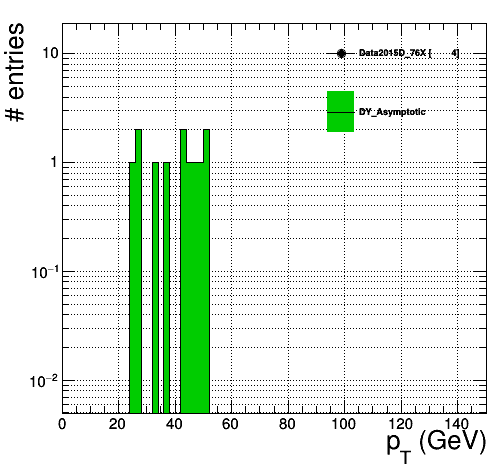 # entries
10
Data2015D_76X [ 4]
DY_Asymptotic
1
10⁻¹
10⁻²
0 20 40 60 80 100 120 140
p_T (GeV)